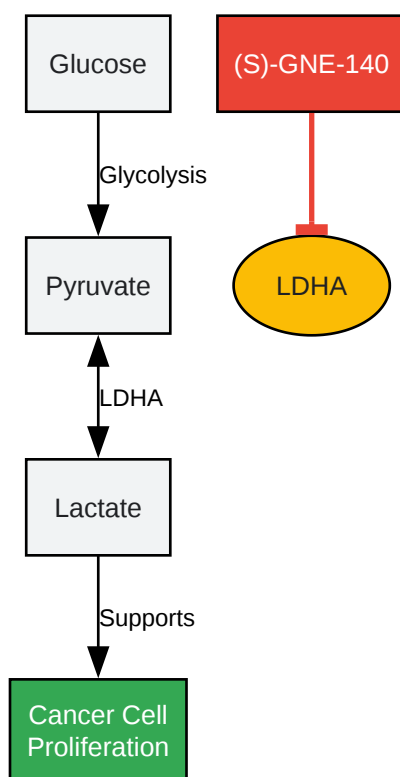 Glucose
(S)-GNE-140
Glycolysis
Pyruvate
LDHA
LDHA
Lactate
Supports
Cancer Cell
Proliferation